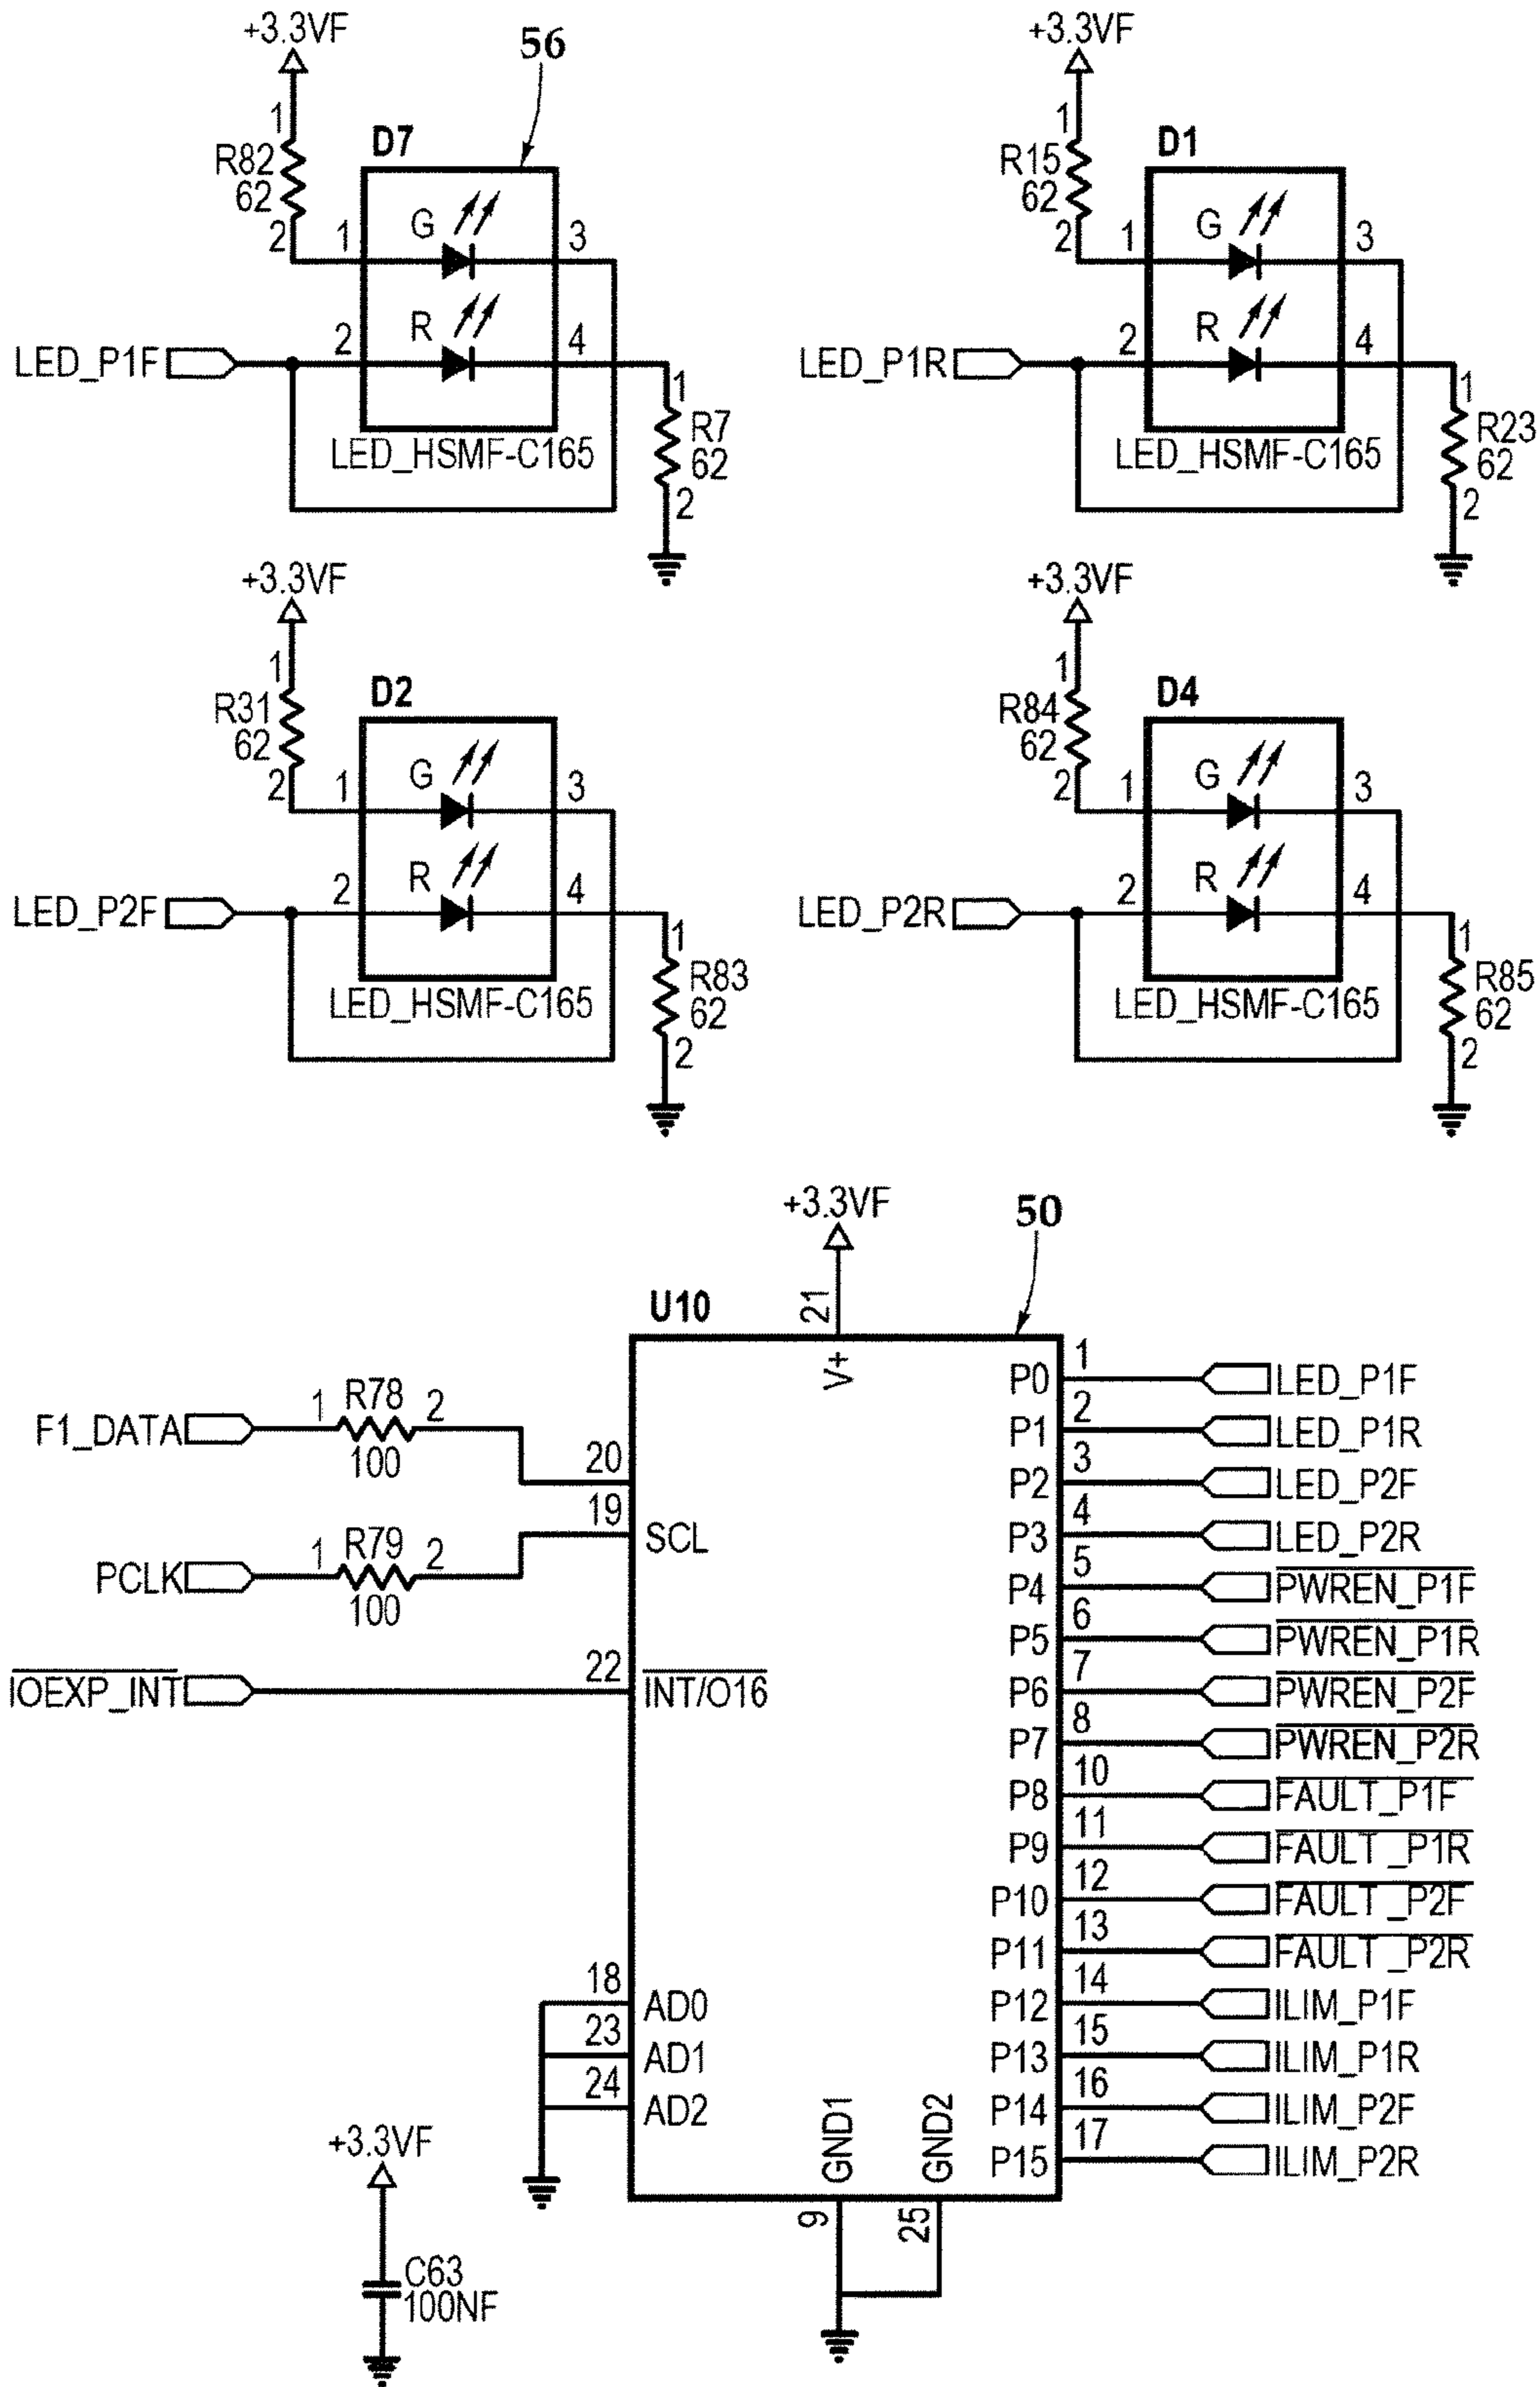 +3.3VF
56
1
R82
62
2
D7
1
G
3
2
R
4
LED_P1F
LED_HSMF-C165
1
R7
62
2
+3.3VF
1
R15
62
2
D1
1
G
3
2
R
4
LED_P1R
LED_HSMF-C165
1
R23
62
2
+3.3VF
1
R31
62
2
D2
1
G
3
2
R
4
LED_P2F
LED_HSMF-C165
1
R83
62
2
+3.3VF
1
R84
62
2
D4
1
G
3
2
R
4
LED_P2R
LED_HSMF-C165
1
R85
62
2
+3.3VF
50
U10
21
V+
F1_DATA
1 R78 2
100
20
19
SCL
PCLK
1 R79 2
100
IOEXP_INT
22
INT/O16
18
AD0
23
AD1
24
AD2
P0 1 LED_P1F
P1 2 LED_P1R
P2 3 LED_P2F
P3 4 LED_P2R
P4 5 PWREN_P1F
P5 6 PWREN_P1R
P6 7 PWREN_P2F
P7 8 PWREN_P2R
P8 10 FAULT_P1F
P9 11 FAULT_P1R
P10 12 FAULT_P2F
P11 13 FAULT_P2R
P12 14 ILIM_P1F
P13 15 ILIM_P1R
P14 16 ILIM_P2F
P15 17 ILIM_P2R
GND1
GND2
9
25
+3.3VF
C63
100NF